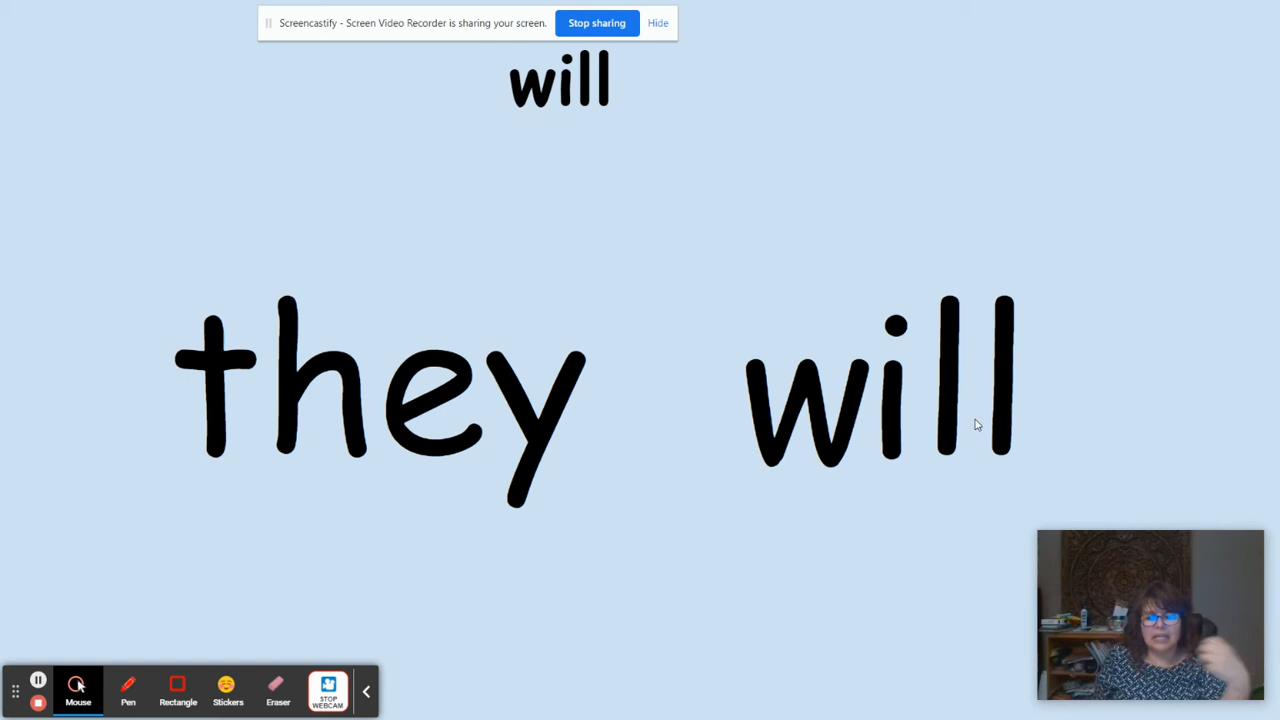 Screencastify - Screen Video Recorder is sharing your screen. Stop sharing Hide
will
they will
Mouse Pen Rectangle Stickers Eraser STOP WEBCAM